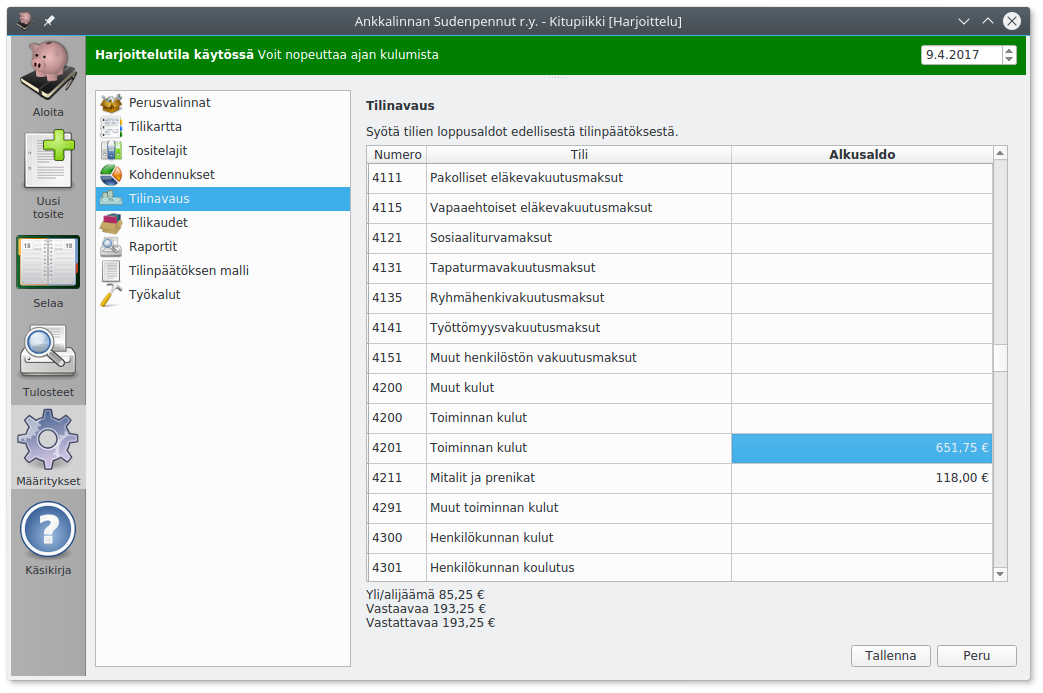 Ankkalinnan Sudenpennut r.y. - Kitupiikki [Harjoittelu]
Harjoittelutila käytössä Voit nopeuttaa ajan kulumista
9.4.2017
Aloita
Uusi
tosite
18 19
Selaa
Tulosteet
Määritykset
Käsikirja
Perusvalinnat
Tilikartta
Tositelajit
Kohdennukset
Tilinavaus
Tilikaudet
Raportit
Tilinpäätöksen malli
Työkalut
Tilinavaus
Syötä tilien loppusaldot edellisestä tilinpäätöksestä.
Numero Tili Alkusaldo
4111 Pakolliset eläkevakuutusmaksut
4115 Vapaaehtoiset eläkevakuutusmaksut
4121 Sosiaaliturvamaksut
4131 Tapaturmavakuutusmaksut
4135 Ryhmähenkivakuutusmaksut
4141 Työttömyysvakuutusmaksut
4151 Muut henkilöstön vakuutusmaksut
4200 Muut kulut
4200 Toiminnan kulut
4201 Toiminnan kulut 651,75 €
4211 Mitalit ja prenikat 118,00 €
4291 Muut toiminnan kulut
4300 Henkilökunnan kulut
4301 Henkilökunnan koulutus
Yli/alijäämä 85,25 €
Vastaavaa 193,25 €
Vastattavaa 193,25 €
Tallenna Peru